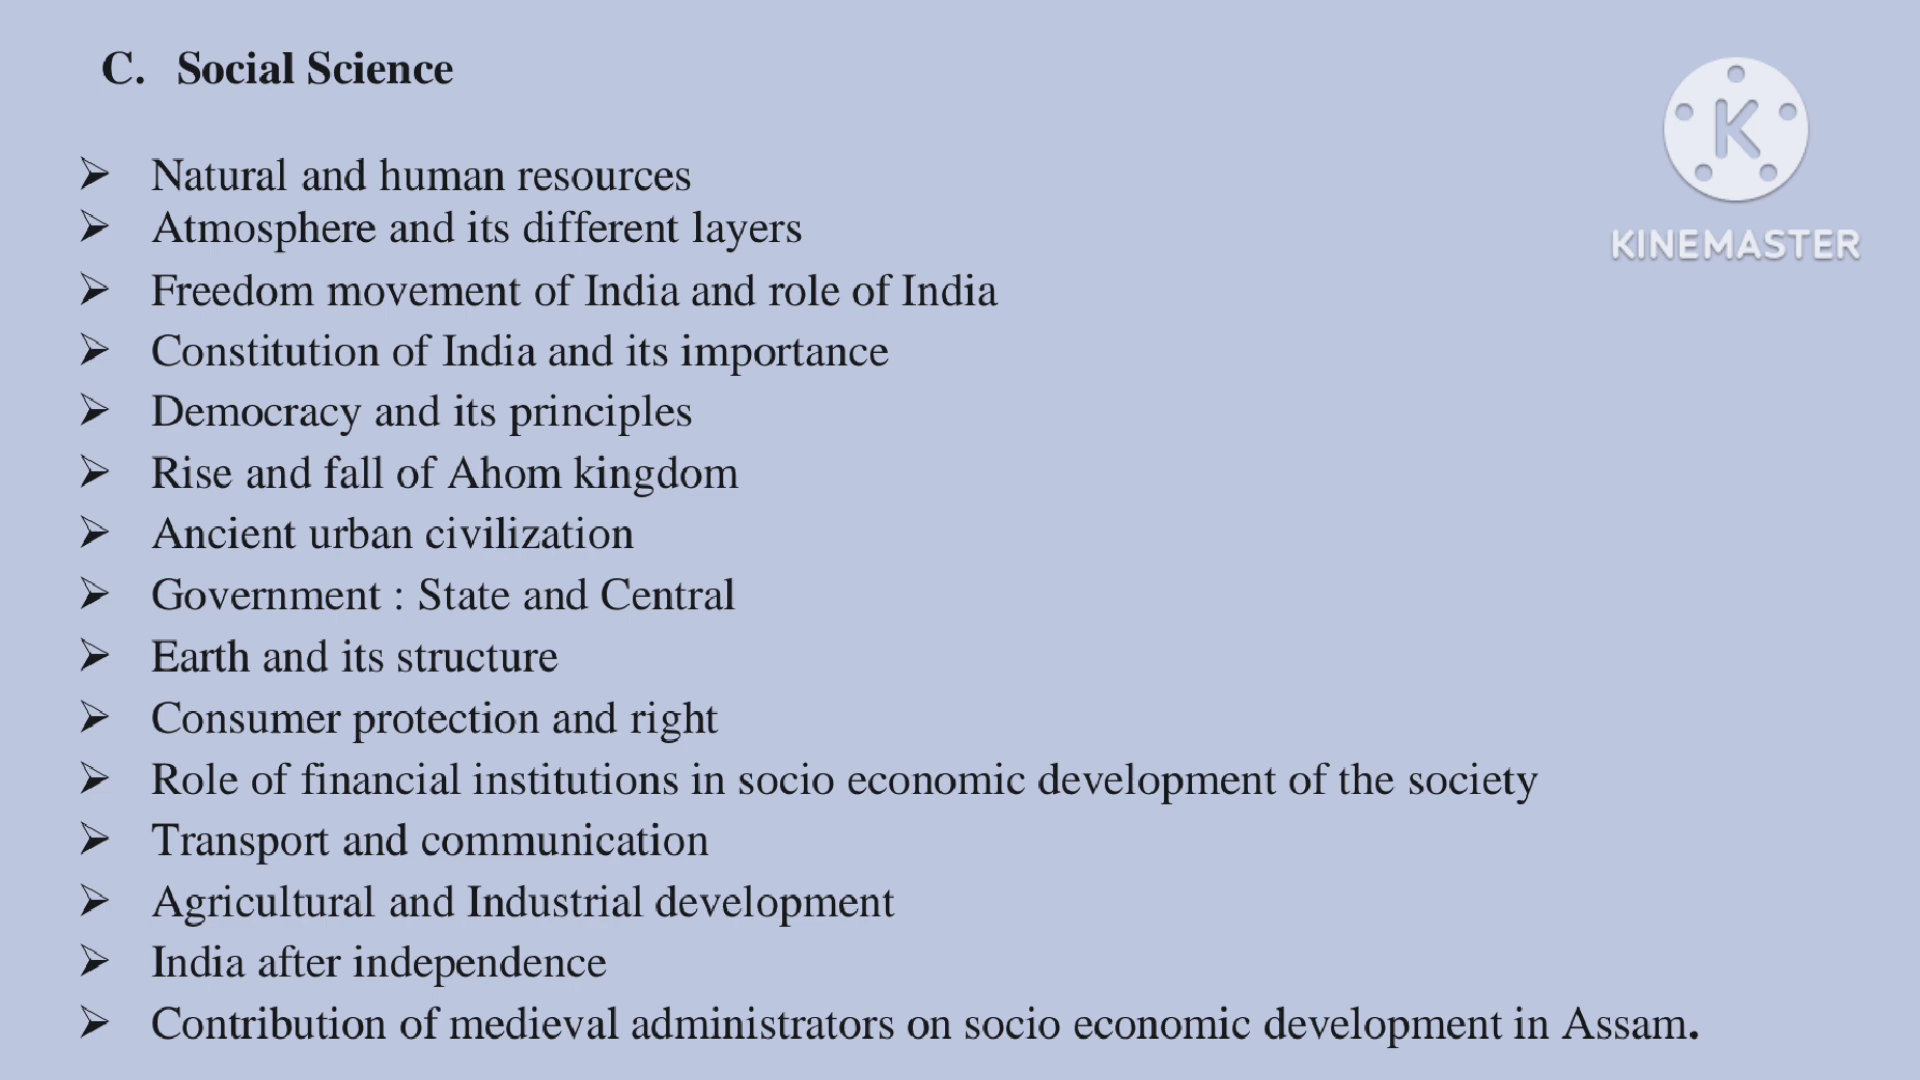 C. Social Science
KINEMASTER
➢ Natural and human resources
➢ Atmosphere and its different layers
➢ Freedom movement of India and role of India
➢ Constitution of India and its importance
➢ Democracy and its principles
➢ Rise and fall of Ahom kingdom
➢ Ancient urban civilization
➢ Government : State and Central
➢ Earth and its structure
➢ Consumer protection and right
➢ Role of financial institutions in socio economic development of the society
➢ Transport and communication
➢ Agricultural and Industrial development
➢ India after independence
➢ Contribution of medieval administrators on socio economic development in Assam.